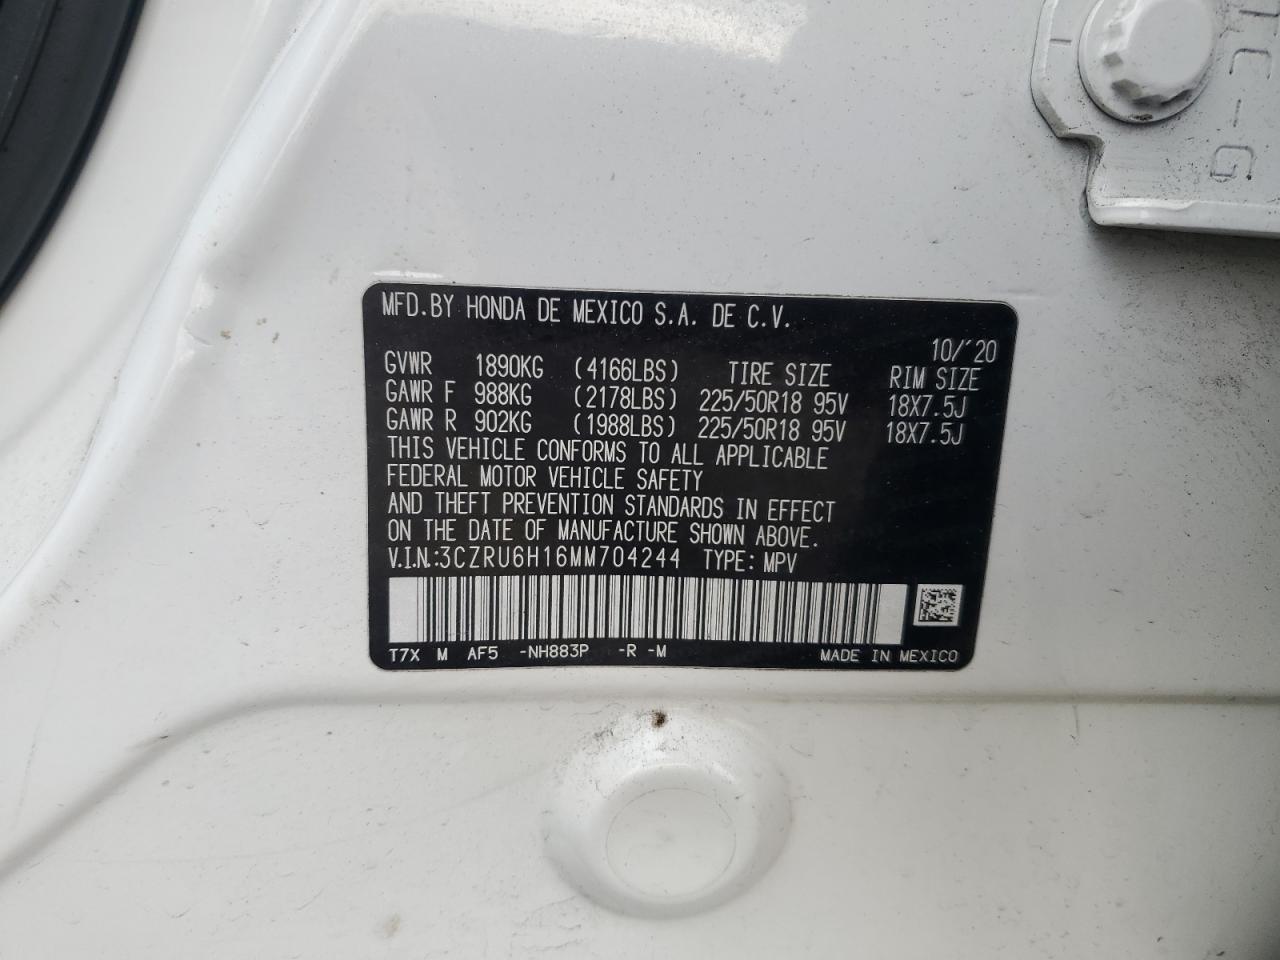 MFD.BY HONDA DE MEXICO S.A. DE C.V.
10/'20
GVWR 1890KG (4166LBS) TIRE SIZE RIM SIZE
GAWR F 988KG (2178LBS) 225/50R18 95V 18X7.5J
GAWR R 902KG (1988LBS) 225/50R18 95V 18X7.5J
THIS VEHICLE CONFORMS TO ALL APPLICABLE
FEDERAL MOTOR VEHICLE SAFETY
AND THEFT PREVENTION STANDARDS IN EFFECT
ON THE DATE OF MANUFACTURE SHOWN ABOVE.
V.I.N.:3CZRU6H16MM704244 TYPE: MPV
T7X M AF5 -NH883P -R -M MADE IN MEXICO